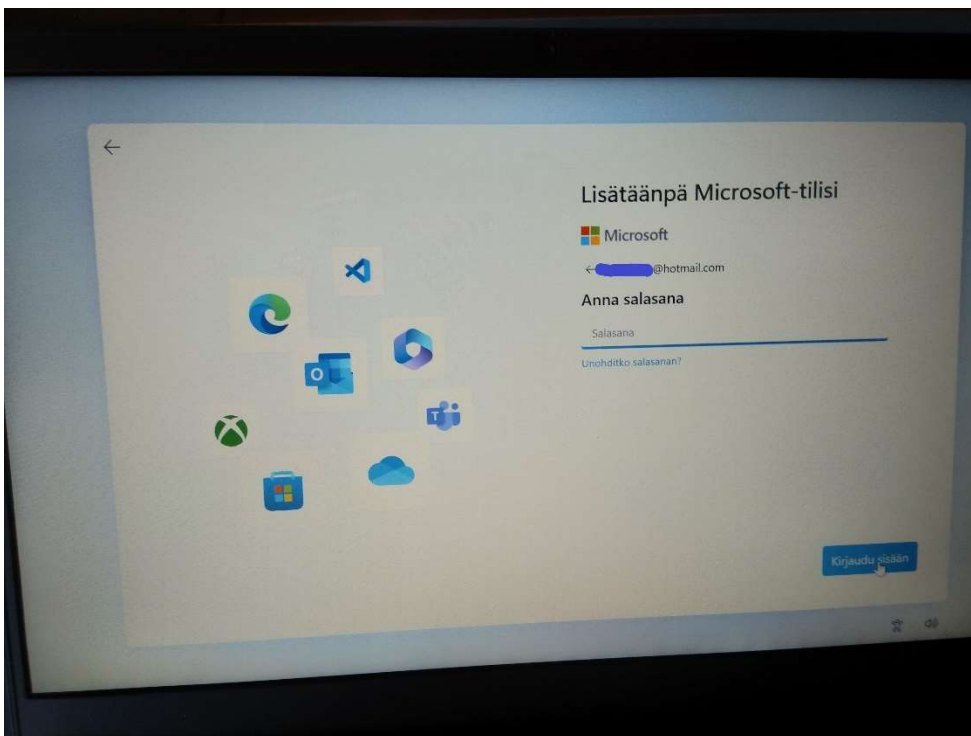 Lisätäänpä Microsoft-tilisi
Microsoft
@hotmail.com
Anna salasana
Salasana
Unohditko salasanan?
Kirjaudu sisään